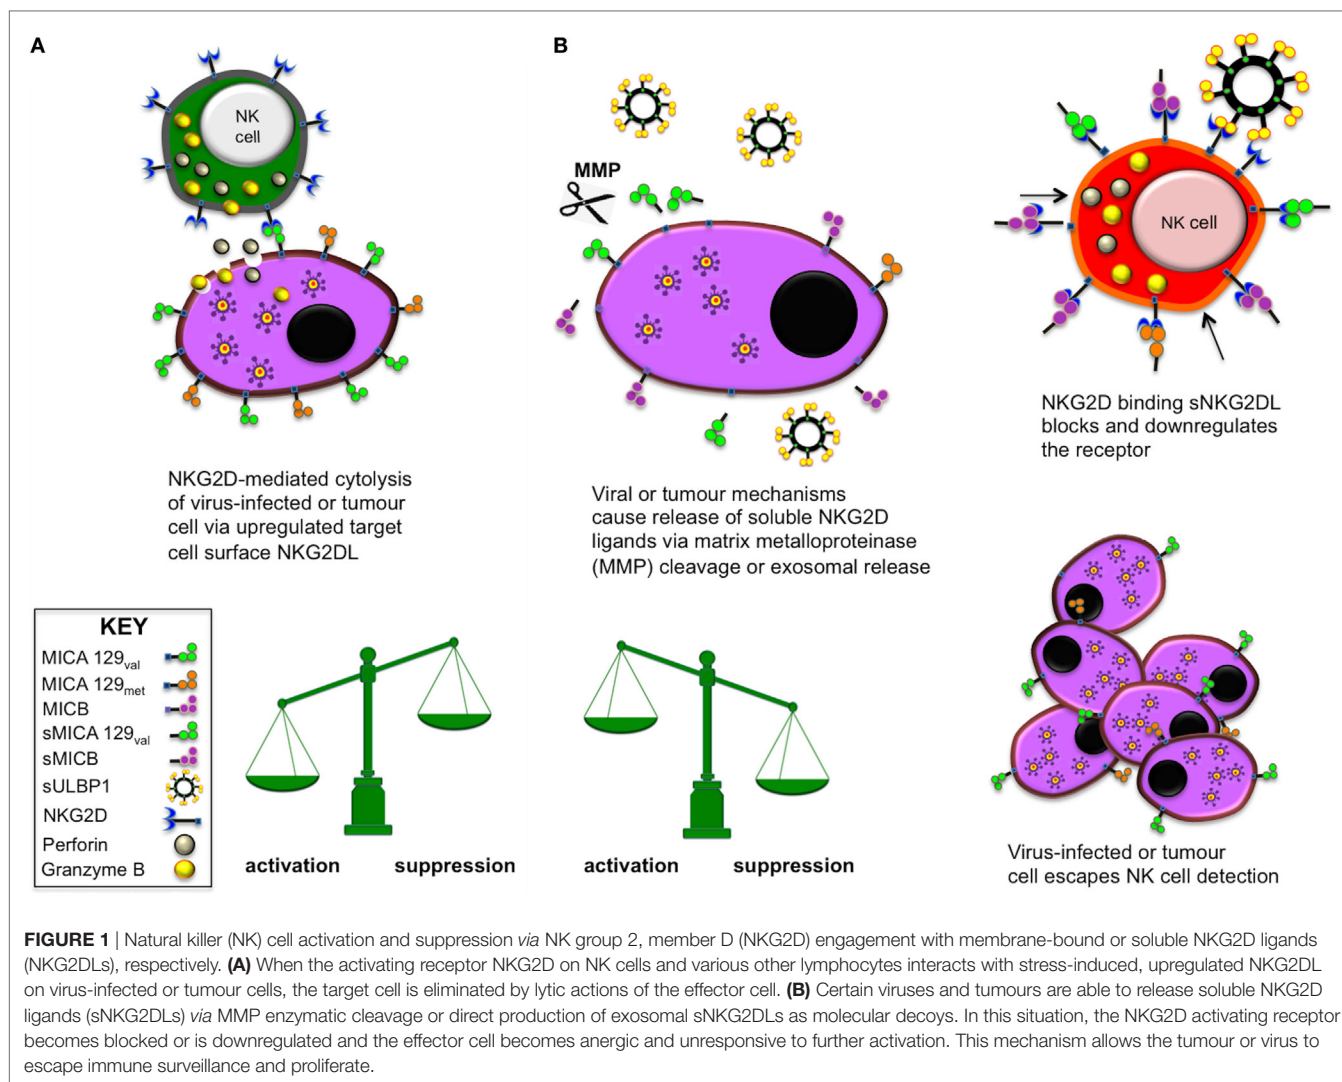 A
NK
cell
NKG2D-mediated cytolysis
of virus-infected or tumour
cell via upregulated target
cell surface NKG2DL
B
MMP
Viral or tumour mechanisms
cause release of soluble NKG2D
ligands via matrix metalloproteinase
(MMP) cleavage or exosomal release
NK cell
NKG2D binding sNKG2DL
blocks and downregulates
the receptor
KEY
MICA 129val
MICA 129met
MICB
sMICA 129val
sMICB
sULBP1
NKG2D
Perforin
Granzyme B
activation suppression
activation suppression
Virus-infected or tumour
cell escapes NK cell detection
FIGURE 1 | Natural killer (NK) cell activation and suppression via NK group 2, member D (NKG2D) engagement with membrane-bound or soluble NKG2D ligands
(NKG2DLs), respectively. (A) When the activating receptor NKG2D on NK cells and various other lymphocytes interacts with stress-induced, upregulated NKG2DL
on virus-infected or tumour cells, the target cell is eliminated by lytic actions of the effector cell. (B) Certain viruses and tumours are able to release soluble NKG2D
ligands (sNKG2DLs) via MMP enzymatic cleavage or direct production of exosomal sNKG2DLs as molecular decoys. In this situation, the NKG2D activating receptor
becomes blocked or is downregulated and the effector cell becomes anergic and unresponsive to further activation. This mechanism allows the tumour or virus to
escape immune surveillance and proliferate.